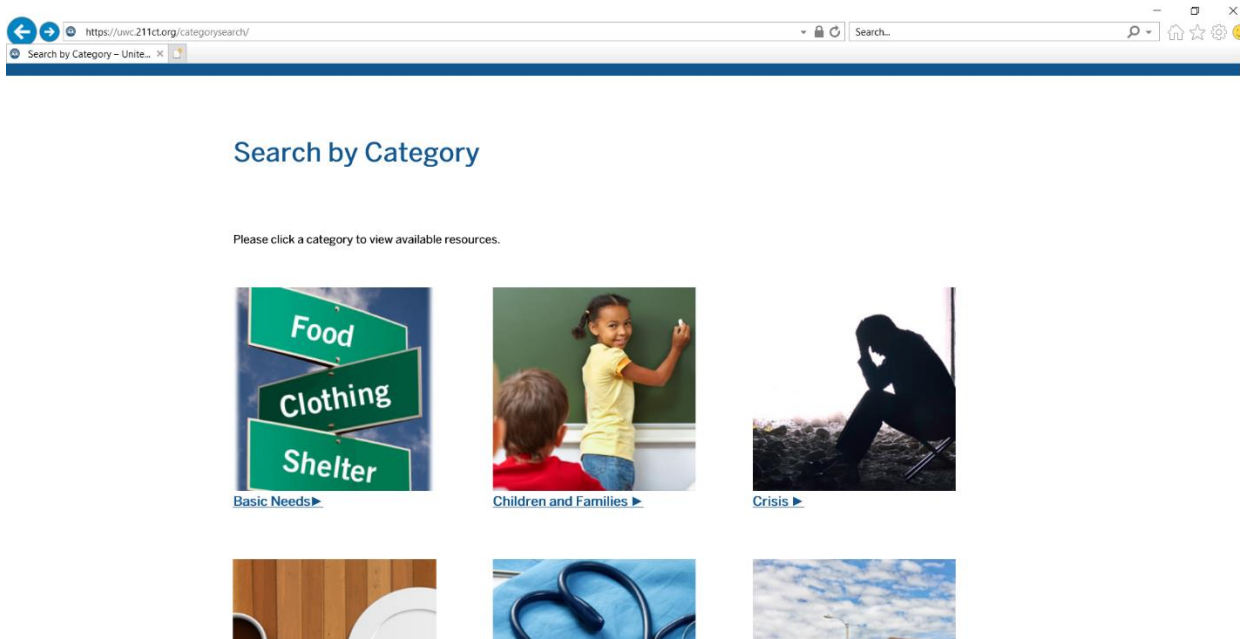 https://uwc.211ct.org/categorysearch/
Search...
Search by Category – Unite...
Search by Category
Please click a category to view available resources.
Food
Clothing
Shelter
Basic Needs►
Children and Families ►
Crisis ►